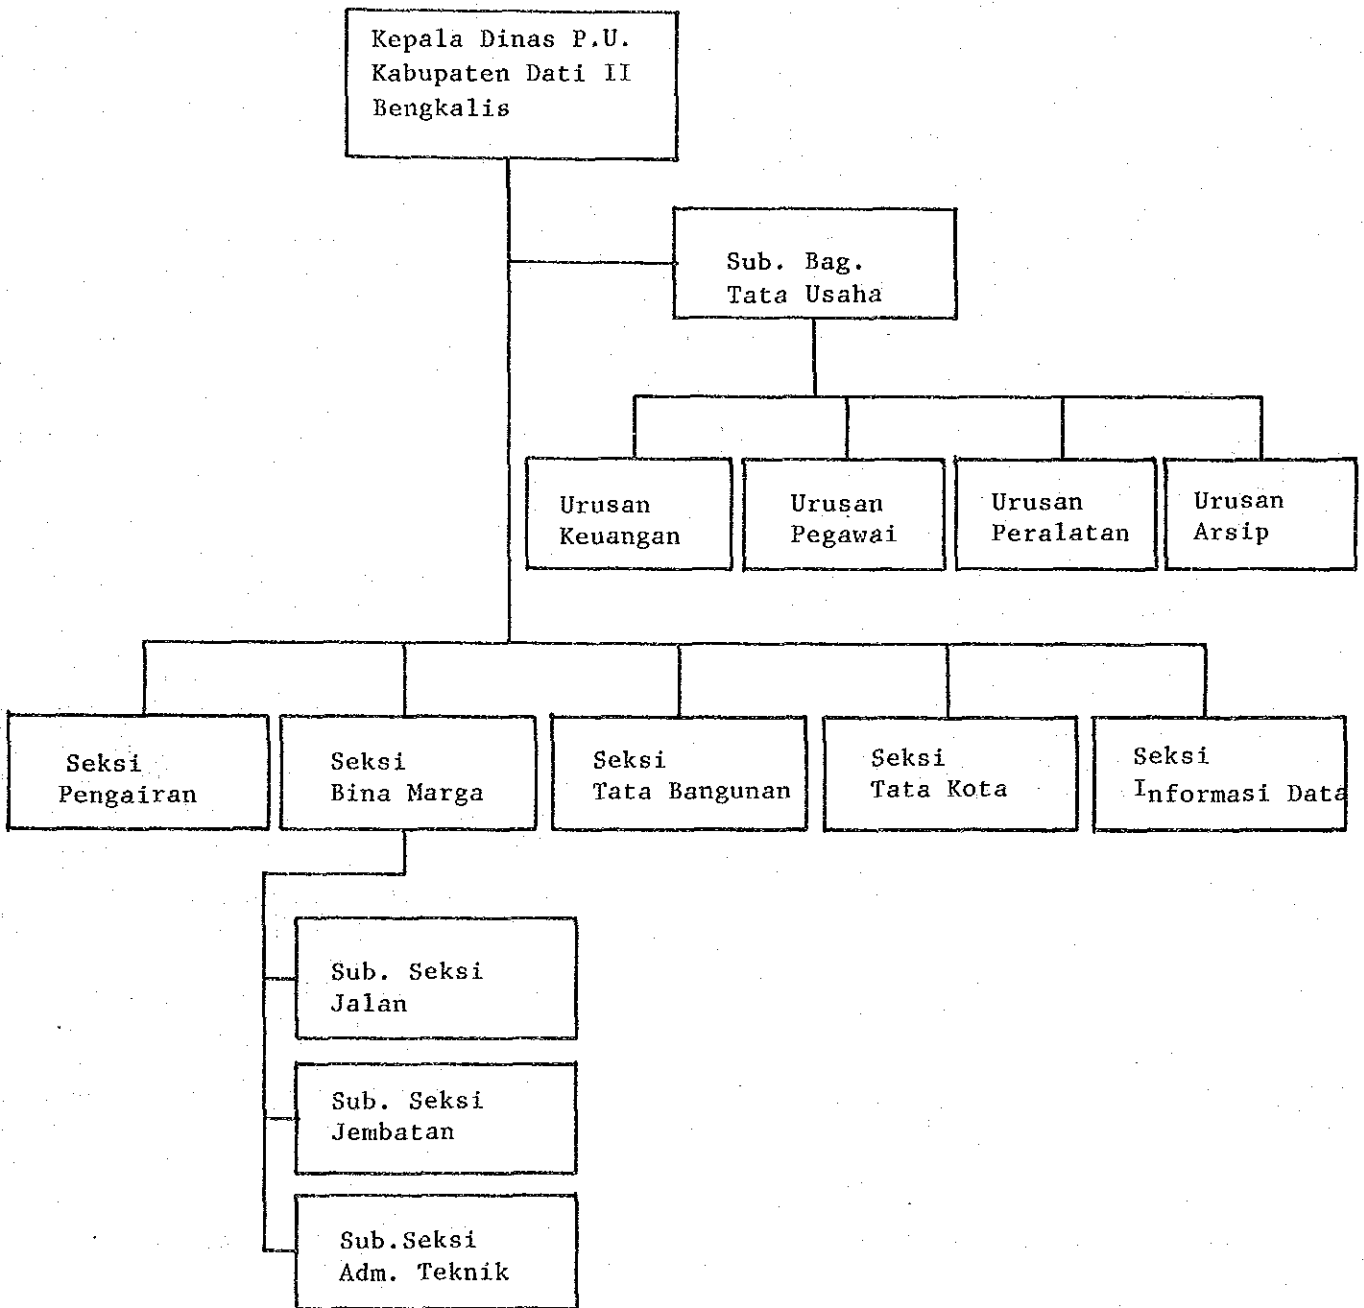 Kepala Dinas P.U.
Kabupaten Dati II
Bengkalis
Sub. Bag.
Tata Usaha
Urusan
Keuangan
Urusan
Pegawai
Urusan
Peralatan
Urusan
Arsip
Seksi
Pengairan
Seksi
Bina Marga
Seksi
Tata Bangunan
Seksi
Tata Kota
Seksi
Informasi Data
Sub. Seksi
Jalan
Sub. Seksi
Jembatan
Sub.Seksi
Adm. Teknik